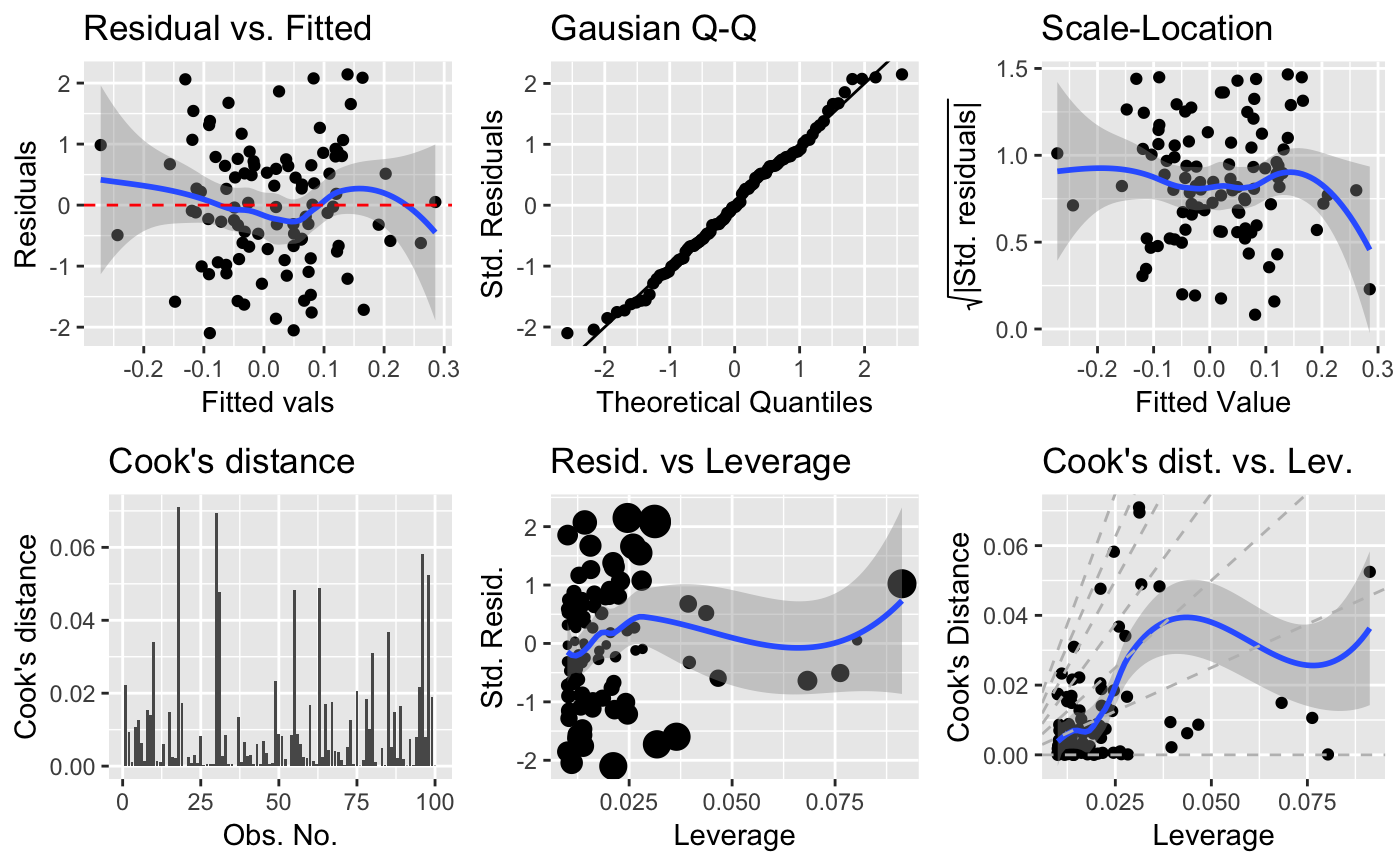 Residual vs. Fitted
Residuals
2
1
0
-1
-2
-0.2 -0.1 0.0 0.1 0.2 0.3
Fitted vals
Gaussian Q-Q
Std. Residuals
2
1
0
-1
-2
-2 -1 0 1 2
Theoretical Quantiles
Scale-Location
√|Std. residuals|
1.5
1.0
0.5
0.0
-0.2 -0.1 0.0 0.1 0.2 0.3
Fitted Value
Cook's distance
Cook's distance
0.06
0.04
0.02
0.00
0 25 50 75 100
Obs. No.
Resid. vs Leverage
Std. Resid.
2
1
0
-1
-2
0.025 0.050 0.075
Leverage
Cook's dist. vs. Lev.
Cook's Distance
0.06
0.04
0.02
0.00
0.025 0.050 0.075
Leverage